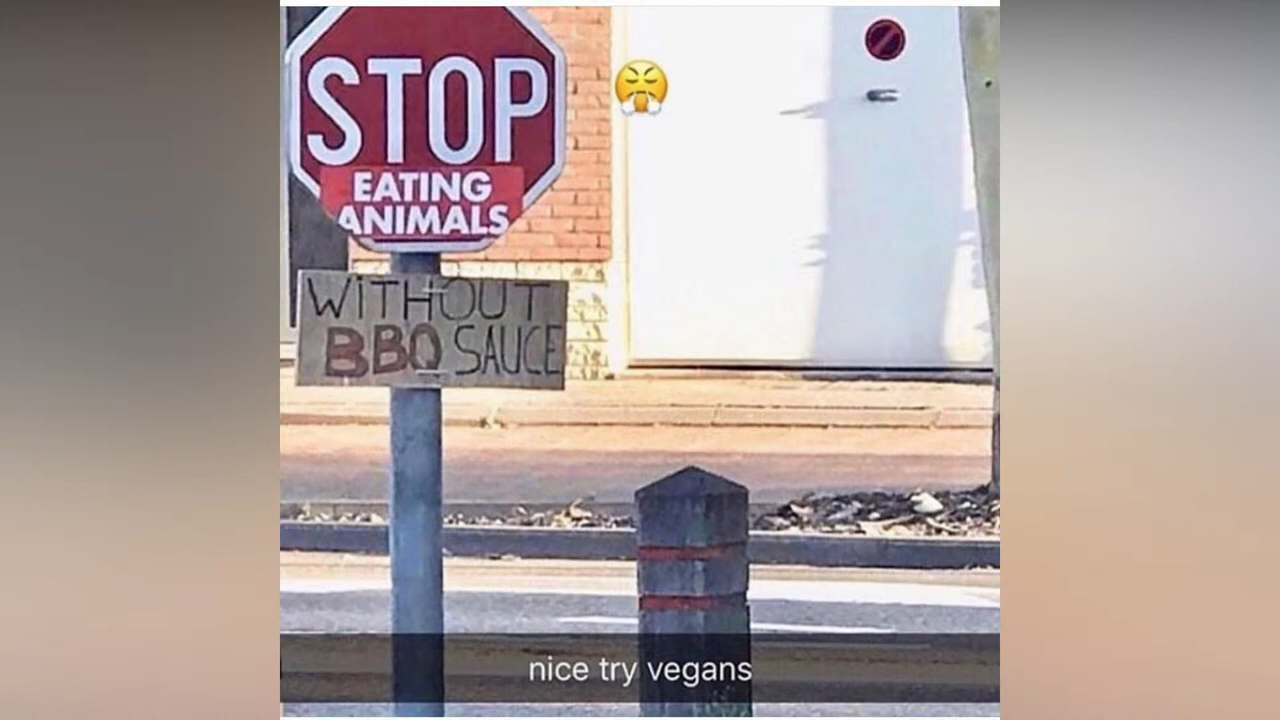 STOP
EATING
ANIMALS
WITHOUT
BBQ SAUCE
nice try vegans